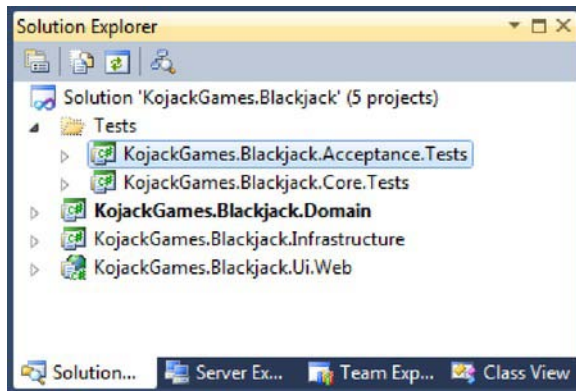 Solution Explorer
Solution 'KojackGames.Blackjack' (5 projects)
Tests
KojackGames.Blackjack.Acceptance.Tests
KojackGames.Blackjack.Core.Tests
KojackGames.Blackjack.Domain
KojackGames.Blackjack.Infrastructure
KojackGames.Blackjack.Ui.Web
Solution... Server Ex... Team Exp... Class View